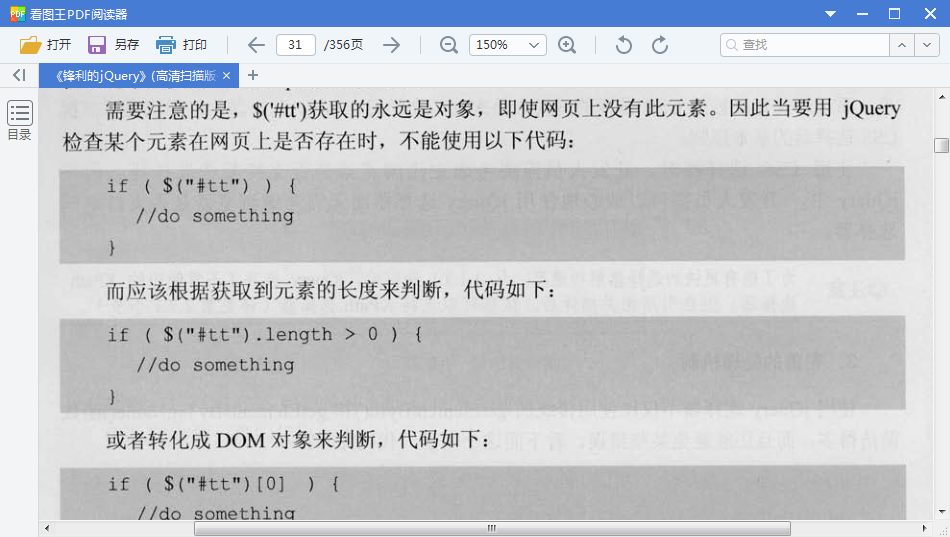 看图王PDF阅读器
打开 另存 打印 31 /356页 150% 查找
《锋利的jQuery》(高清扫描版
目录
需要注意的是，$('#tt')获取的永远是对象，即使网页上没有此元素。因此当要用 jQuery
检查某个元素在网页上是否存在时，不能使用以下代码：
if ( $("#tt") ) {
//do something
}
而应该根据获取到元素的长度来判断，代码如下：
if ( $("#tt").length > 0 ) {
//do something
}
或者转化成 DOM 对象来判断，代码如下：
if ( $("#tt")[0] ) {
//do something